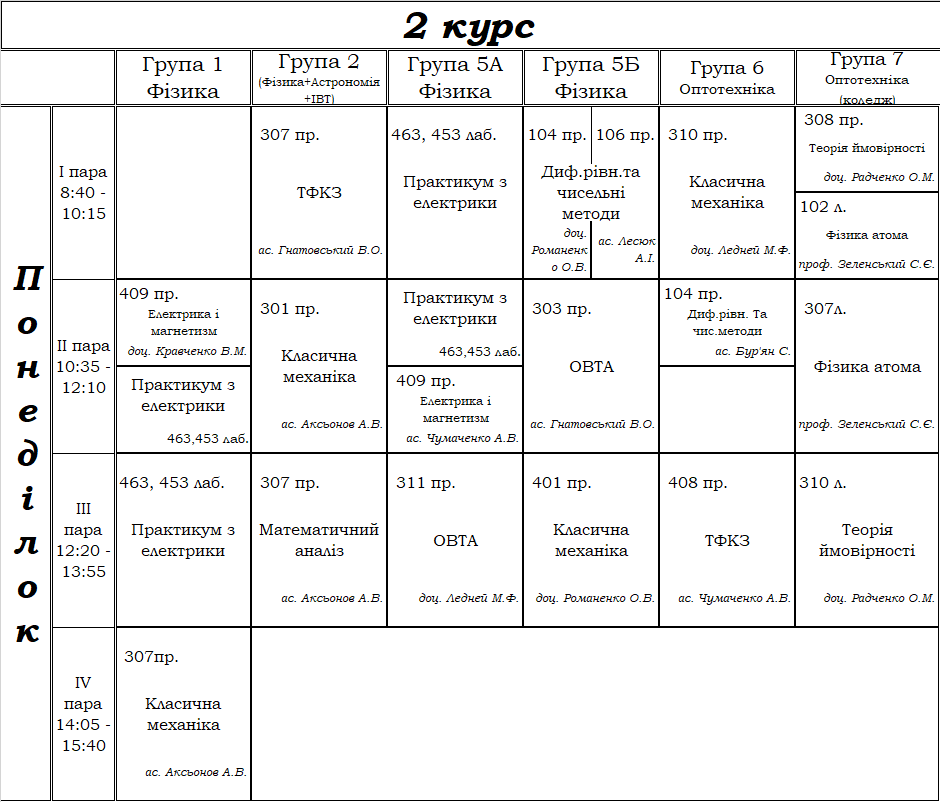 2 курс
Група 1
Фізика
Група 2
(Фізика+Астрономія
+ІВТ)
Група 5А
Фізика
Група 5Б
Фізика
Група 6
Оптотехніка
Група 7
Оптотехніка
(коледж)
Понеділок
І пара
8:40 -
10:15
307 пр.
ТФКЗ
ас. Гнатовський В.О.
463, 453 лаб.
Практикум з
електрики
104 пр.
106 пр.
Диф.рівн.та
чисельні
методи
доц.
Романенк
о О.В.
ас. Лесюк
А.І.
310 пр.
Класична
механіка
доц. Ледней М.Ф.
308 пр.
Теорія ймовірності
доц. Радченко О.М.
102 л.
Фізика атома
проф. Зеленський С.Є.
ІІ пара
10:35 -
12:10
409 пр.
Електрика і
магнетизм
доц. Кравченко В.М.
Практикум з
електрики
463,453 лаб.
301 пр.
Класична
механіка
ас. Аксьонов А.В.
Практикум з
електрики
463,453 лаб.
409 пр.
Електрика і
магнетизм
ас. Чумаченко А.В.
303 пр.
ОВТА
ас. Гнатовський В.О.
104 пр.
Диф.рівн. Та
чис.методи
ас. Бур'ян С.
307л.
Фізика атома
проф. Зеленський С.Є.
ІІІ
пара
12:20 -
13:55
463, 453 лаб.
Практикум з
електрики
307 пр.
Математичний
аналіз
ас. Аксьонов А.В.
311 пр.
ОВТА
доц. Ледней М.Ф.
401 пр.
Класична
механіка
доц. Романенко О.В.
408 пр.
ТФКЗ
ас. Чумаченко А.В.
310 л.
Теорія
ймовірності
доц. Радченко О.М.
IV
пара
14:05 -
15:40
307пр.
Класична
механіка
ас. Аксьонов А.В.